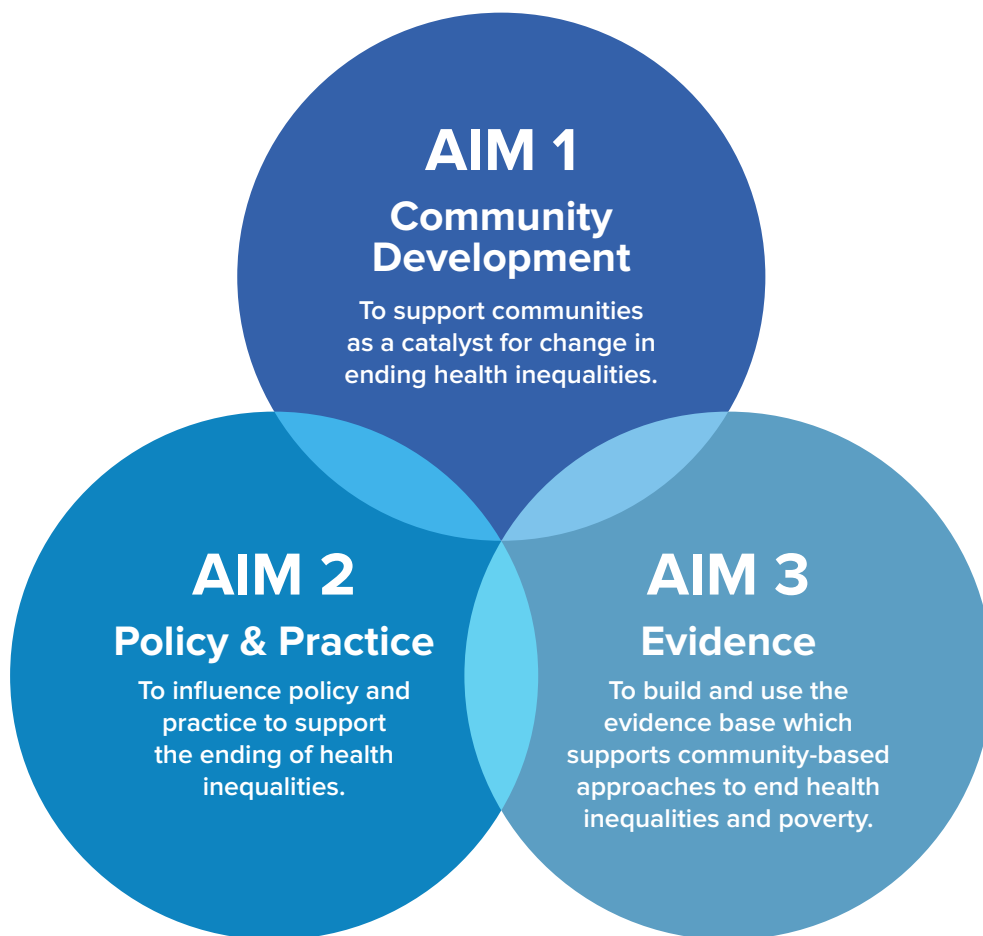 AIM 1
Community
Development
To support communities
as a catalyst for change in
ending health inequalities.
AIM 2
Policy & Practice
To influence policy and
practice to support
the ending of health
inequalities.
AIM 3
Evidence
To build and use the
evidence base which
supports community-based
approaches to end health
inequalities and poverty.